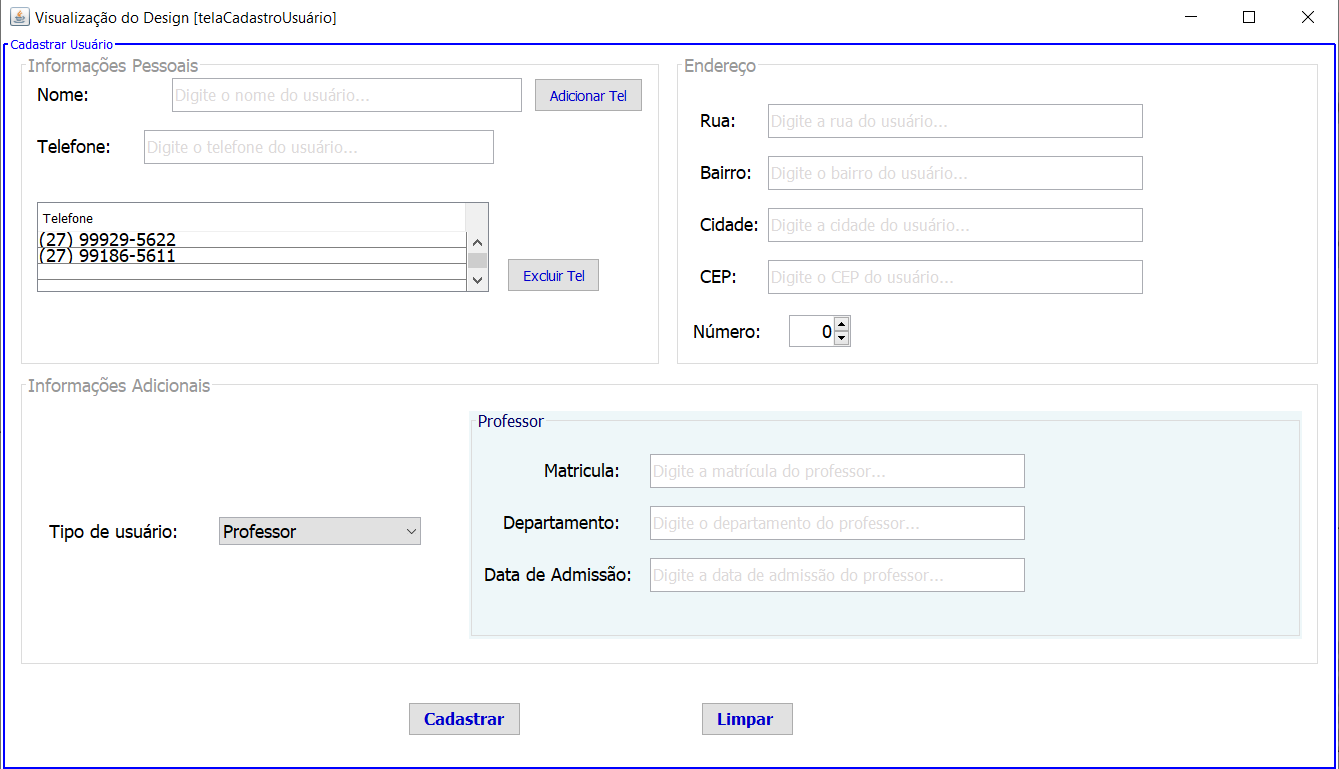 Visualização do Design [telaCadastroUsuário]
Cadastrar Usuário
Informações Pessoais
Nome:
Digite o nome do usuário...
Adicionar Tel
Telefone:
Digite o telefone do usuário...
Telefone
(27) 99929-5622
(27) 99186-5611
Excluir Tel
Endereço
Rua:
Digite a rua do usuário...
Bairro:
Digite o bairro do usuário...
Cidade:
Digite a cidade do usuário...
CEP:
Digite o CEP do usuário...
Número:
0
Informações Adicionais
Tipo de usuário:
Professor
Professor
Matricula:
Digite a matrícula do professor...
Departamento:
Digite o departamento do professor...
Data de Admissão:
Digite a data de admissão do professor...
Cadastrar
Limpar